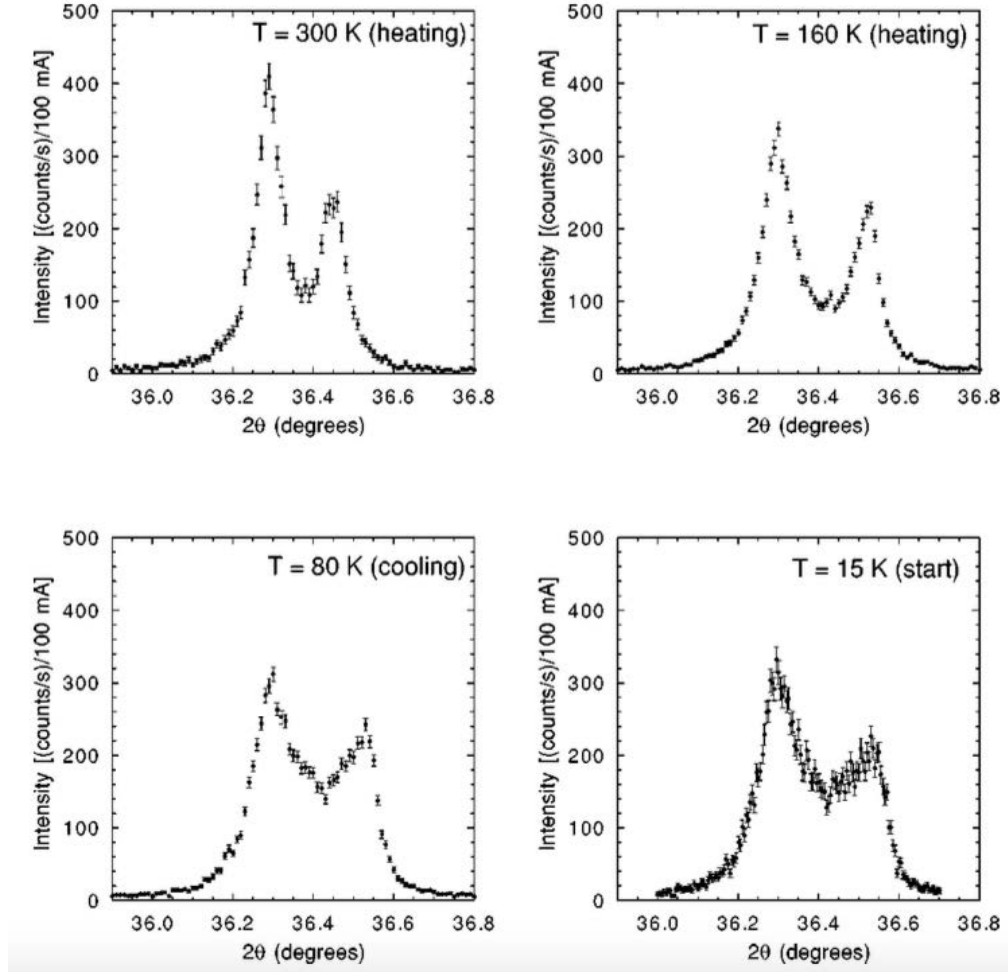 T = 300 K (heating)
Intensity [(counts/s)/100 mA]
500
400
300
200
100
0
36.0 36.2 36.4 36.6 36.8
2θ (degrees)
T = 160 K (heating)
Intensity [(counts/s)/100 mA]
500
400
300
200
100
0
36.0 36.2 36.4 36.6 36.8
2θ (degrees)
T = 80 K (cooling)
Intensity [(counts/s)/100 mA]
500
400
300
200
100
0
36.0 36.2 36.4 36.6 36.8
2θ (degrees)
T = 15 K (start)
Intensity [(counts/s)/100 mA]
500
400
300
200
100
0
36.0 36.2 36.4 36.6 36.8
2θ (degrees)